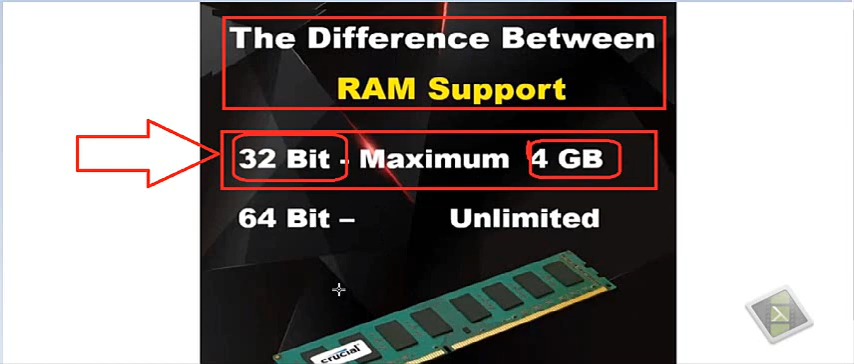 The Difference Between
RAM Support
32 Bit - Maximum 4 GB
64 Bit – Unlimited
crucial